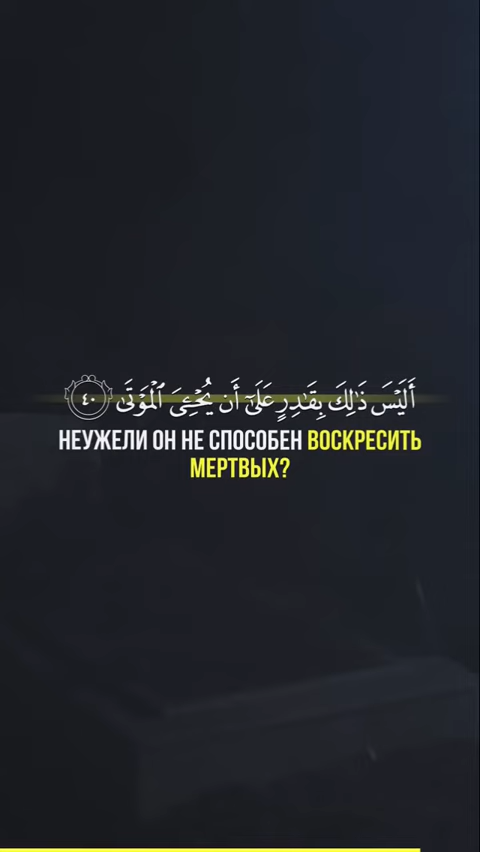 أَلَيْسَ ذَٰلِكَ بِقَٰدِرٍ عَلَىٰٓ أَن يُحْـِۧىَ ٱلْمَوْتَىٰ ٤٠
НЕУЖЕЛИ ОН НЕ СПОСОБЕН ВОСКРЕСИТЬ
МЕРТВЫХ?